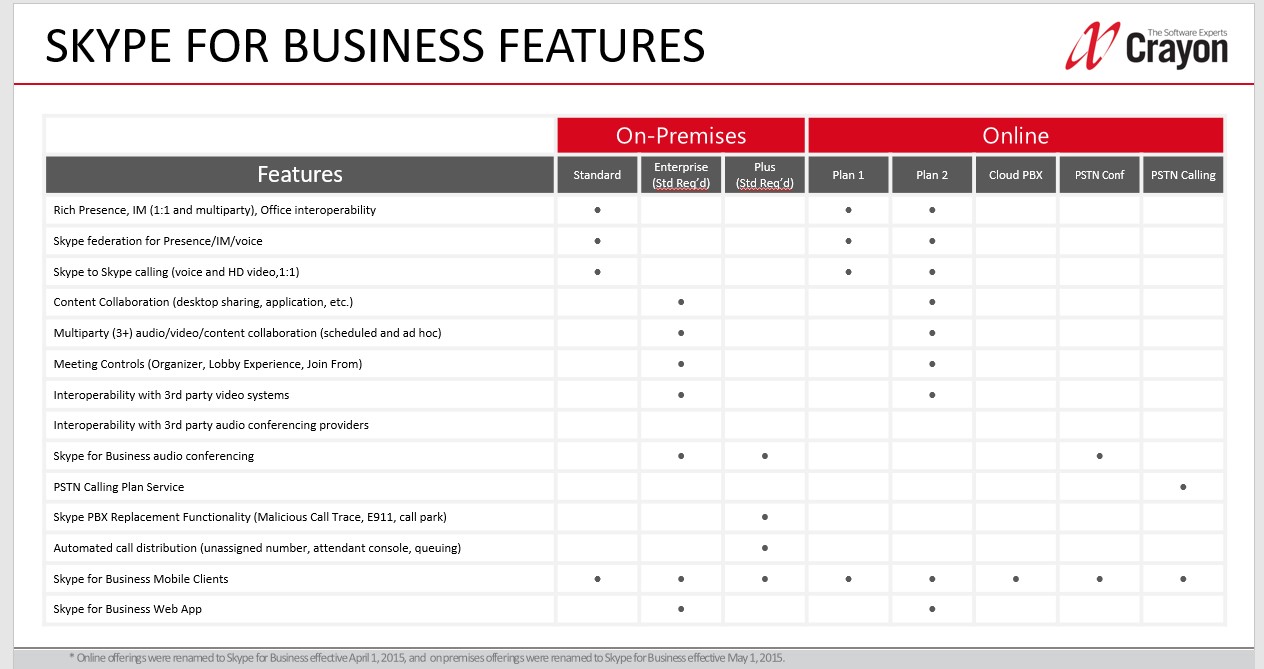 SKYPE FOR BUSINESS FEATURES
The Software Experts
Crayon
On-Premises Online
Features Standard Enterprise (Std Req'd) Plus (Std Req'd) Plan 1 Plan 2 Cloud PBX PSTN Conf PSTN Calling
Rich Presence, IM (1:1 and multiparty), Office interoperability • • •
Skype federation for Presence/IM/voice • • •
Skype to Skype calling (voice and HD video,1:1) • • •
Content Collaboration (desktop sharing, application, etc.) • •
Multiparty (3+) audio/video/content collaboration (scheduled and ad hoc) • •
Meeting Controls (Organizer, Lobby Experience, Join From) • •
Interoperability with 3rd party video systems • •
Interoperability with 3rd party audio conferencing providers
Skype for Business audio conferencing • • •
PSTN Calling Plan Service •
Skype PBX Replacement Functionality (Malicious Call Trace, E911, call park) •
Automated call distribution (unassigned number, attendant console, queuing) •
Skype for Business Mobile Clients • • • • • • • •
Skype for Business Web App • •
* Online offerings were renamed to Skype for Business effective April 1, 2015, and on premises offerings were renamed to Skype for Business effective May 1, 2015.